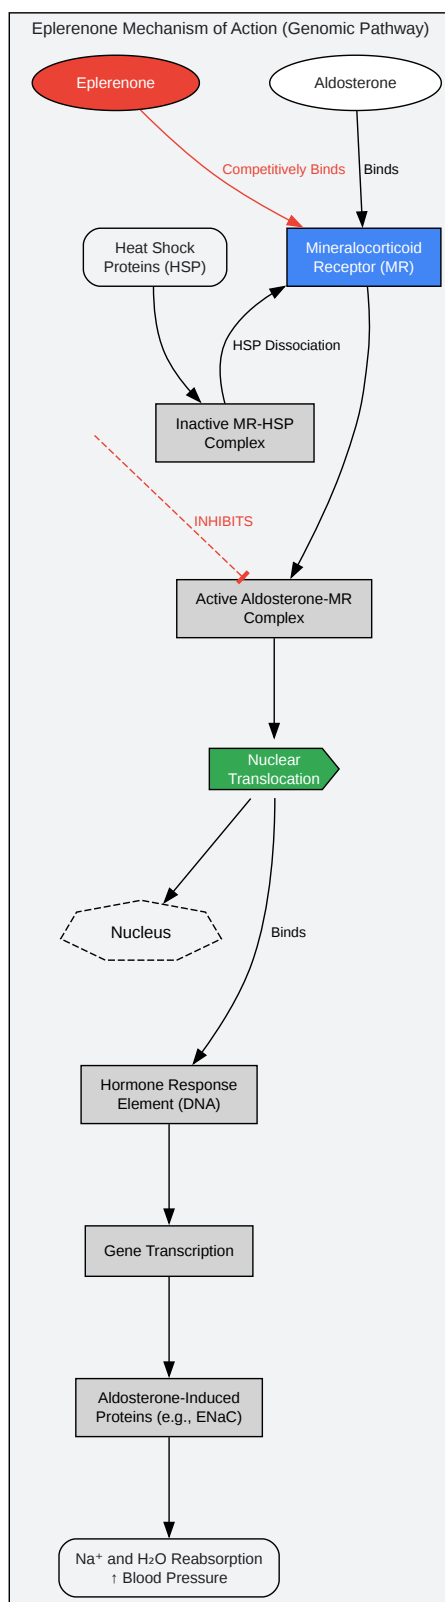 Eplerenone Mechanism of Action (Genomic Pathway)
Eplerenone
Aldosterone
Competitively Binds
Binds
Heat Shock
Proteins (HSP)
Mineralocorticoid
Receptor (MR)
HSP Dissociation
Inactive MR-HSP
Complex
INHIBITS
Active Aldosterone-MR
Complex
Nuclear
Translocation
Nucleus
Binds
Hormone Response
Element (DNA)
Gene Transcription
Aldosterone-Induced
Proteins (e.g., ENaC)
Na⁺ and H₂O Reabsorption
↑ Blood Pressure